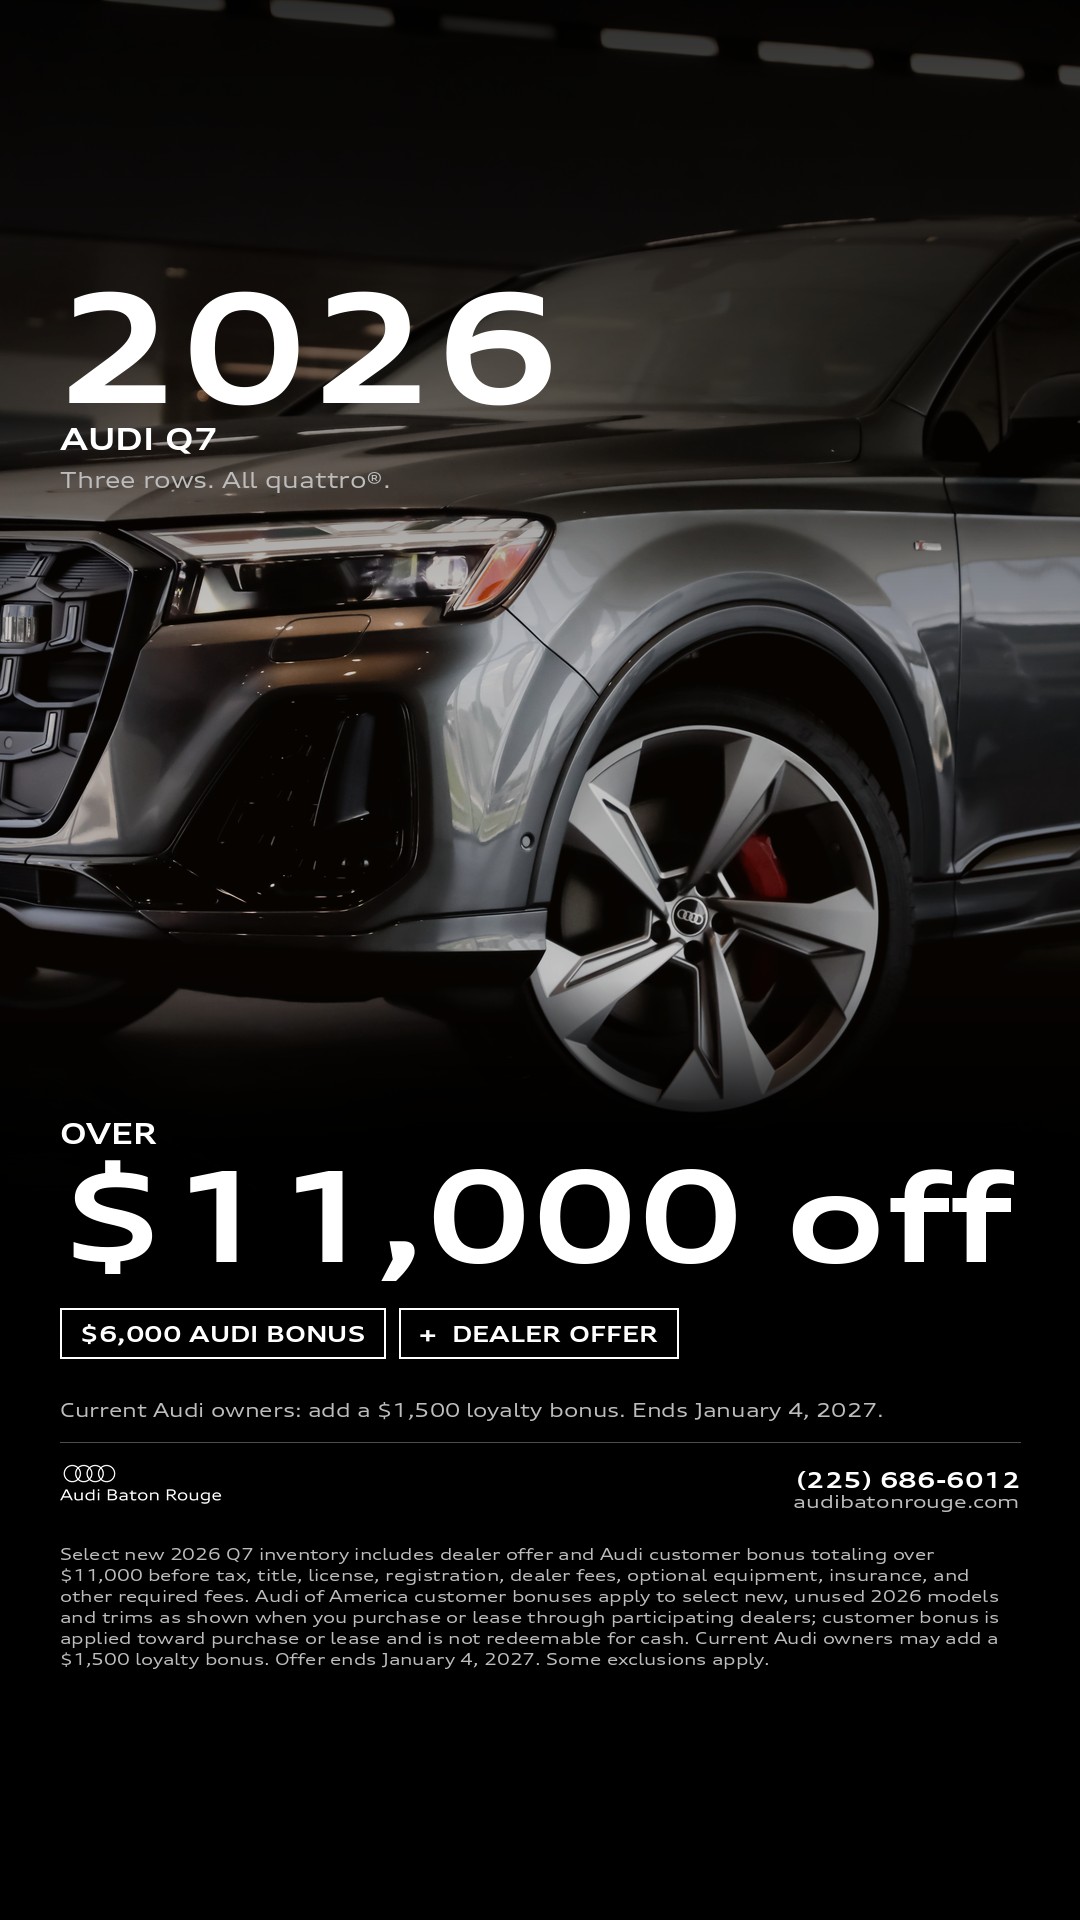 2026
AUDI Q7
Three rows. All quattro®.
OVER
$11,000 off
$6,000 AUDI BONUS
+ DEALER OFFER
Current Audi owners: add a $1,500 loyalty bonus. Ends January 4, 2027.
Audi Baton Rouge
(225) 686-6012
audibatonrouge.com
Select new 2026 Q7 inventory includes dealer offer and Audi customer bonus totaling over
$11,000 before tax, title, license, registration, dealer fees, optional equipment, insurance, and
other required fees. Audi of America customer bonuses apply to select new, unused 2026 models
and trims as shown when you purchase or lease through participating dealers; customer bonus is
applied toward purchase or lease and is not redeemable for cash. Current Audi owners may add a
$1,500 loyalty bonus. Offer ends January 4, 2027. Some exclusions apply.